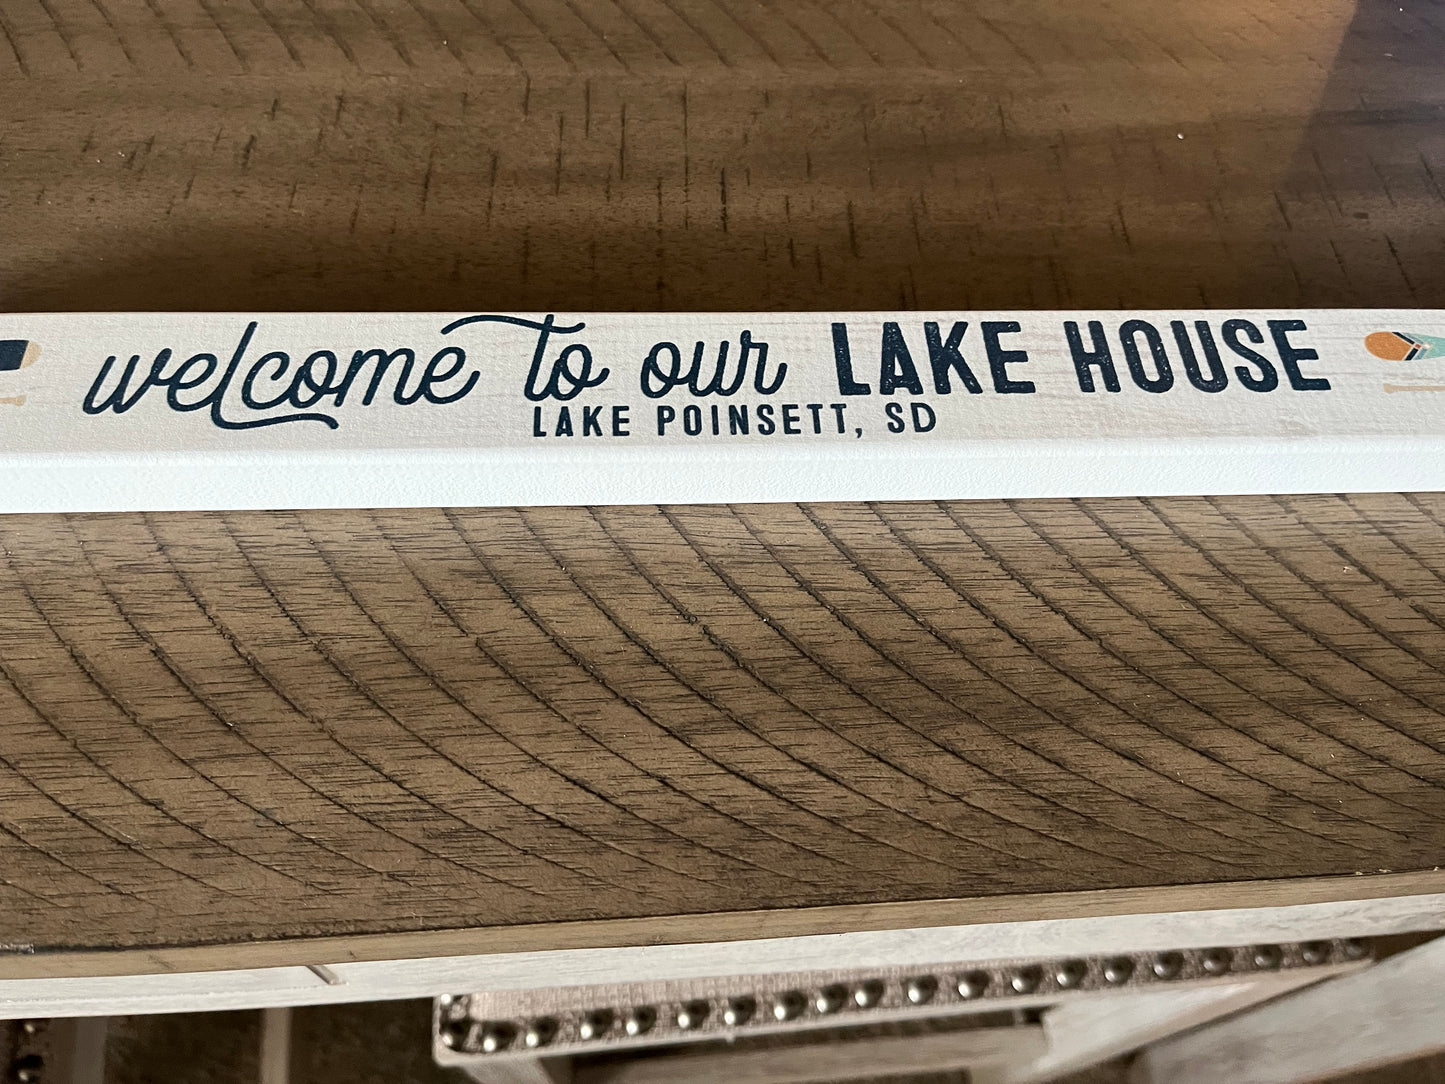 welcome to our LAKE HOUSE
LAKE POINSETT, SD